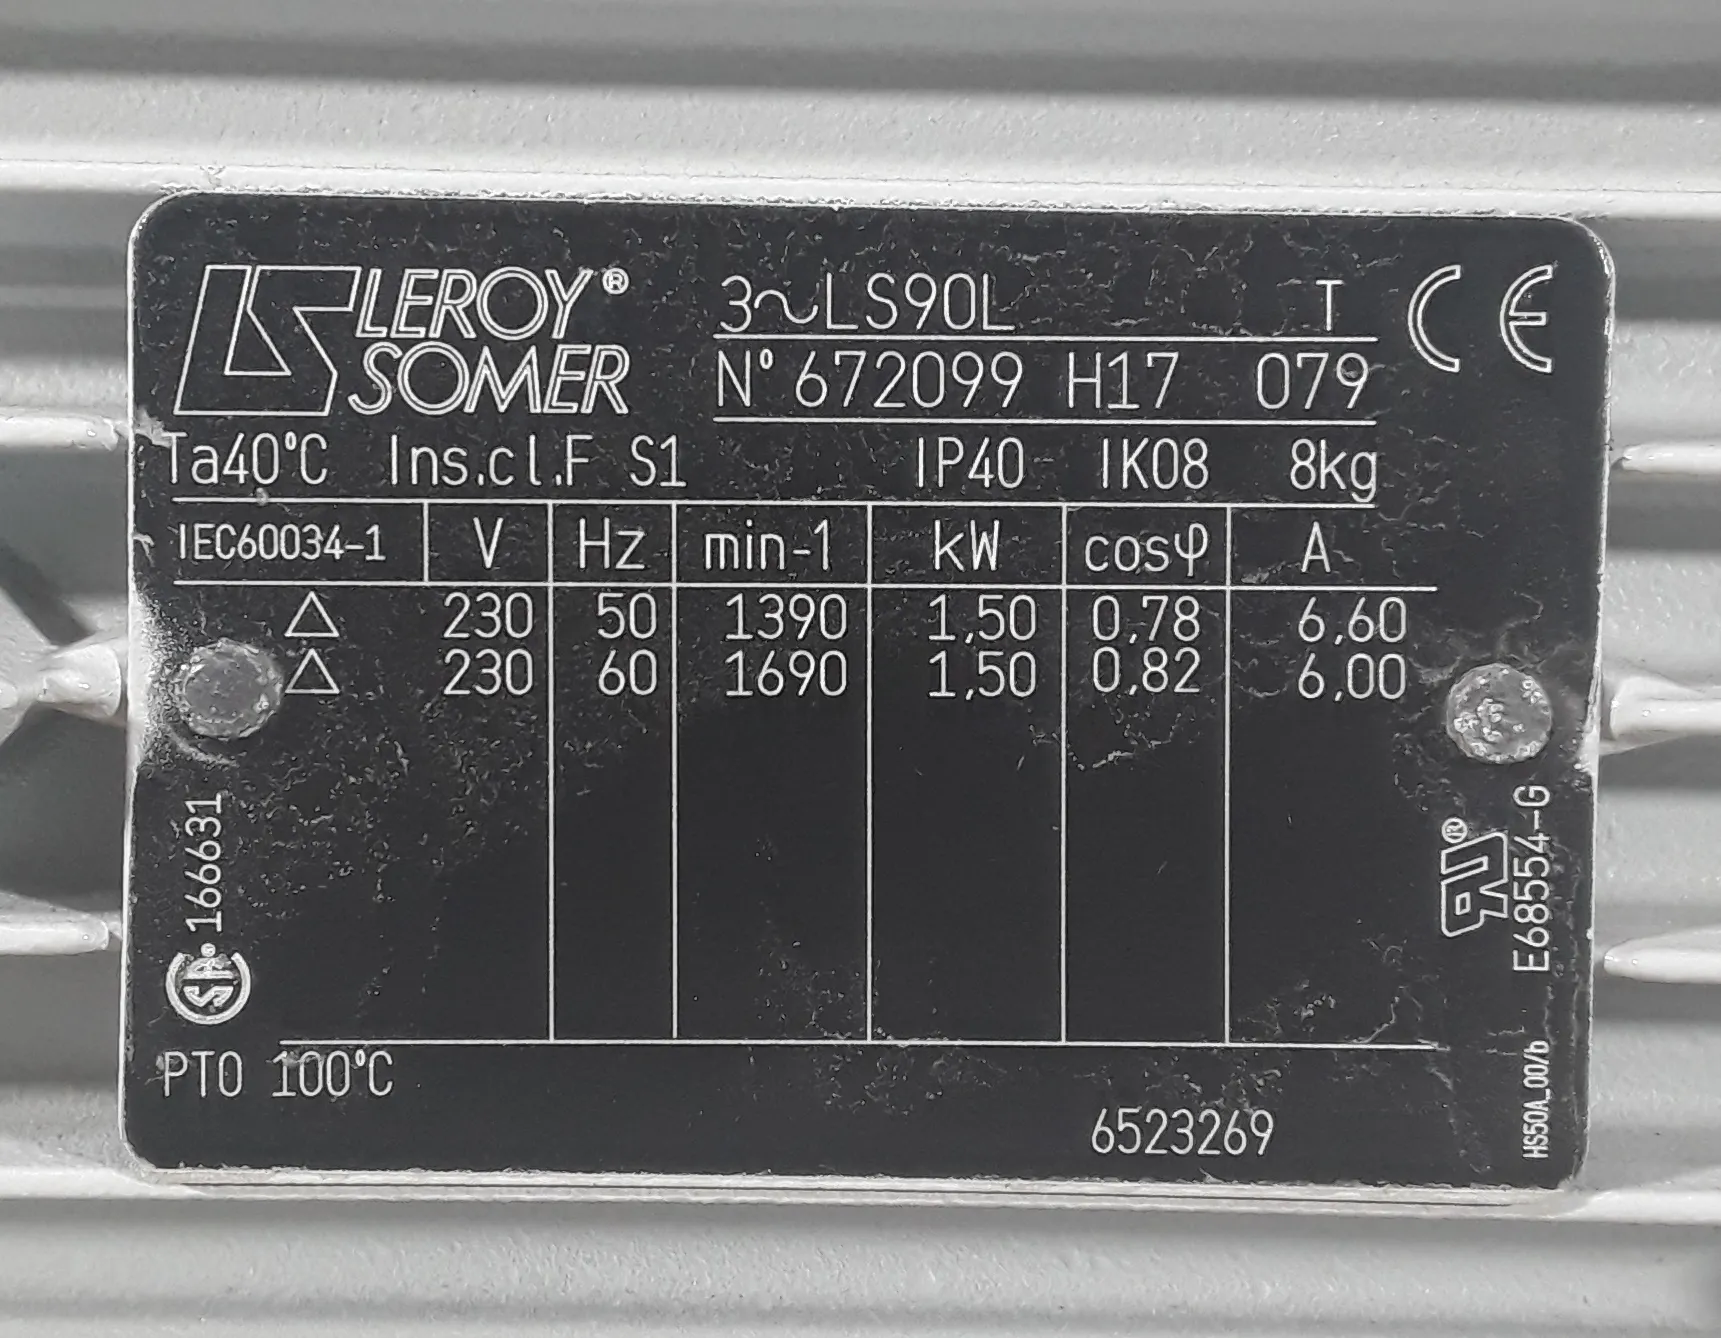 LEROY®
SOMER
3~LS90L T CE
N°672099 H17 079
Ta40°C Ins.cl.F S1 IP40 IK08 8kg
IEC60034-1 V Hz min-1 kW cosφ A
△ 230 50 1390 1,50 0,78 6,60
△ 230 60 1690 1,50 0,82 6,00
166631
E68554-G
HS50A_00/b
PTO 100°C
6523269